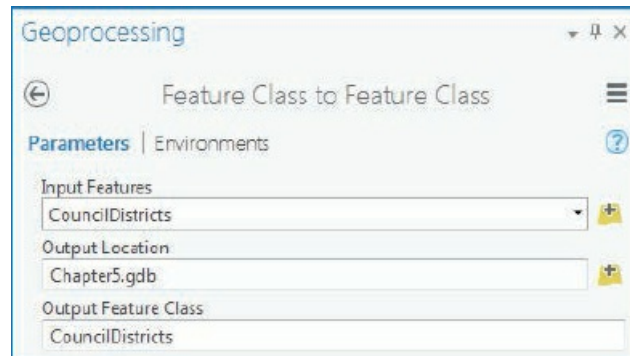 Geoprocessing
Feature Class to Feature Class
Parameters | Environments
Input Features
CouncilDistricts
Output Location
Chapter5.gdb
Output Feature Class
CouncilDistricts